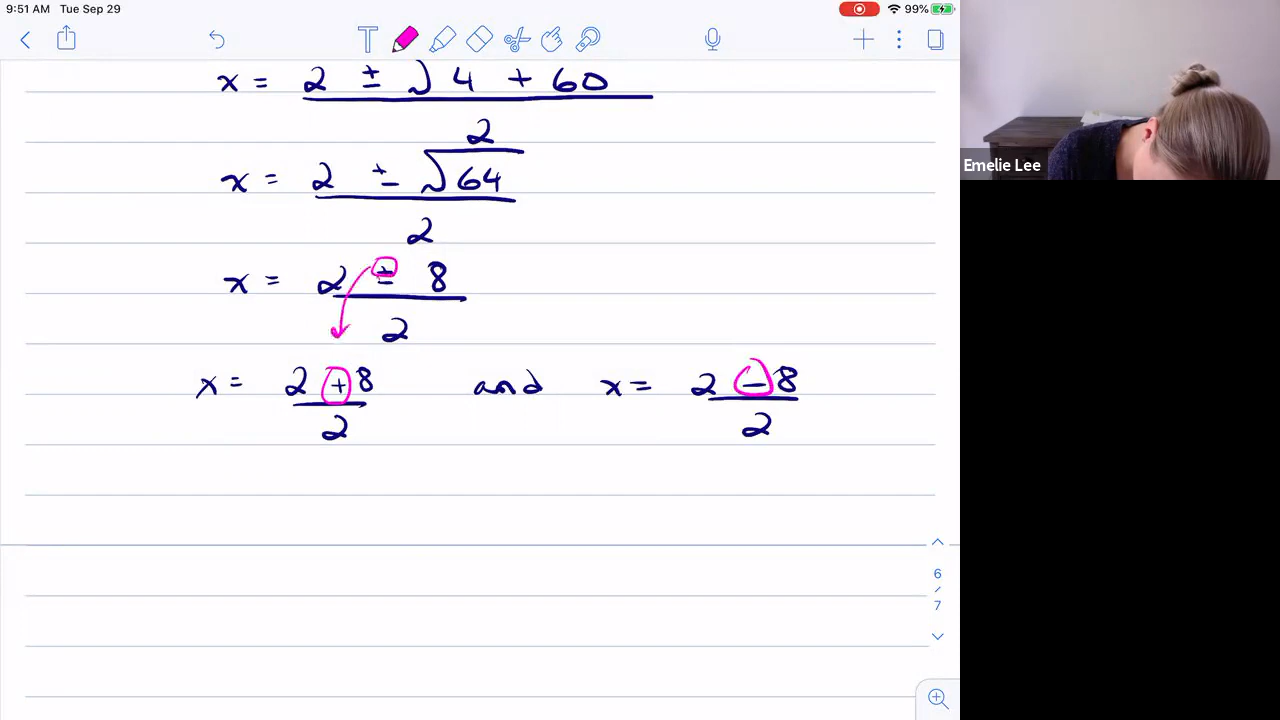 9:51 AM Tue Sep 29 99%
T
x = 2 ± √4 + 60
2
x = 2 ± √64
2
x = 2 ± 8
2
x = 2 + 8 and x = 2 - 8
2 2
6
/
7
Emelie Lee